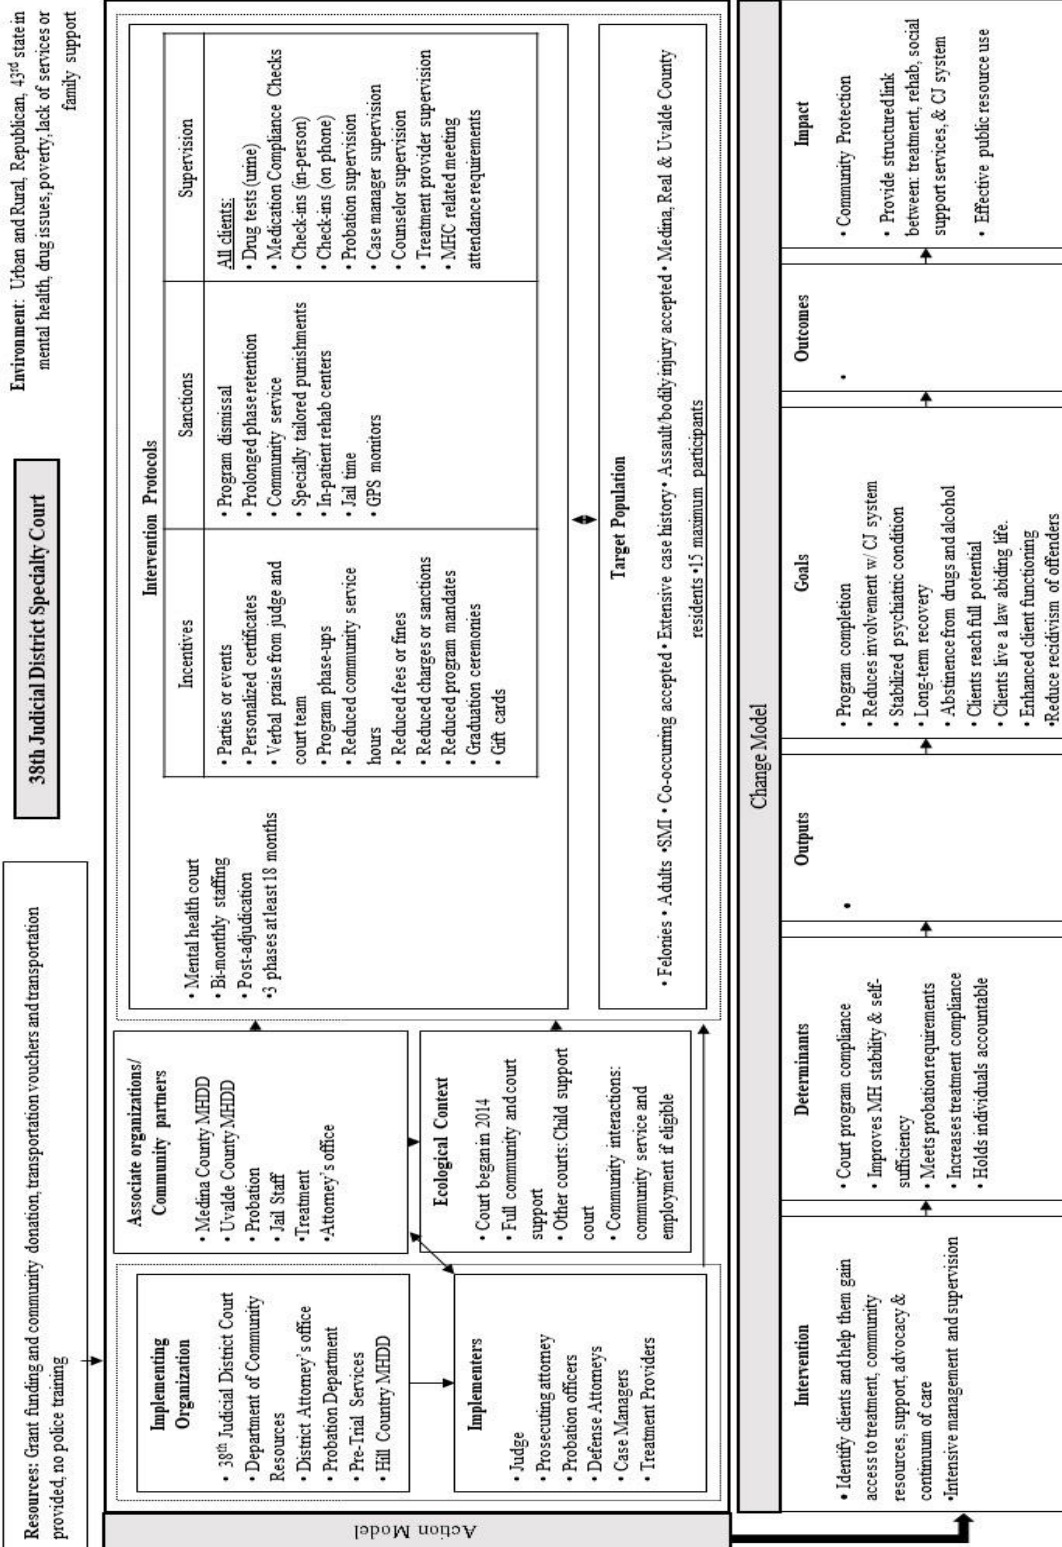 Resources: Grant funding and community donation, transportation vouchers and transportation
provided, no police training
38th Judicial District Specialty Court
Environment: Urban and Rural, Republican, 43rd state in
mental health, drug issues, poverty, lack of services or
family support
Action Model
Implementing
Organization
• 38th Judicial District Court
• Department of Community
Resources
• District Attorney's office
• Probation Department
• Pre-Trial Services
• Hill Country MHDD
Implementers
• Judge
• Prosecuting attorney
• Probation officers
• Defense Attorneys
• Case Managers
• Treatment Providers
Associate organizations/
Community partners
• Medina County MHDD
• Uvalde County MHDD
• Probation
• Jail Staff
•Treatment
•Attorney's office
Ecological Context
• Court began in 2014
• Full community and court
support
• Other courts: Child support
court
• Community interactions:
community service and
employment if eligible
Intervention Protocols
• Mental health court
• Bi-monthly staffing
• Post-adjudication
•3 phases at least 18 months
Incentives
• Parties or events
• Personalized certificates
• Verbal praise from judge and
court team
• Program phase-ups
• Reduced community service
hours
• Reduced fees or fines
• Reduced charges or sanctions
• Reduced program mandates
• Graduation ceremonies
• Gift cards
Sanctions
• Program dismissal
• Prolonged phase retention
• Community service
• Specially tailored punishments
• In-patient rehab centers
• Jail time
• GPS monitors
Supervision
All clients:
• Drug tests (urine)
• Medication Compliance Checks
• Check-ins (in-person)
• Check-ins (on phone)
• Probation supervision
• Case manager supervision
• Counselor supervision
• Treatment provider supervision
• MHC related meeting
attendance requirements
Target Population
• Felonies • Adults •SMI • Co-occurring accepted • Extensive case history• Assault/bodily injury accepted • Medina, Real & Uvalde County
residents •15 maximum participants
Change Model
Intervention
• Identify clients and help them gain
access to treatment, community
resources, support, advocacy &
continuum of care
•Intensive management and supervision
Determinants
• Court program compliance
• Improves MH stability & self-
sufficiency
• Meets probation requirements
• Increases treatment compliance
• Holds individuals accountable
Outputs
•
Goals
• Program completion
• Reduces involvement w/ CJ system
• Stabilized psychiatric condition
• Long-term recovery
• Abstinence from drugs and alcohol
• Clients reach full potential
• Clients live a law abiding life.
• Enhanced client functioning
•Reduce recidivism of offenders
Outcomes
•
Impact
• Community Protection
• Provide structured link
between: treatment, rehab, social
support services, & CJ system
• Effective public resource use